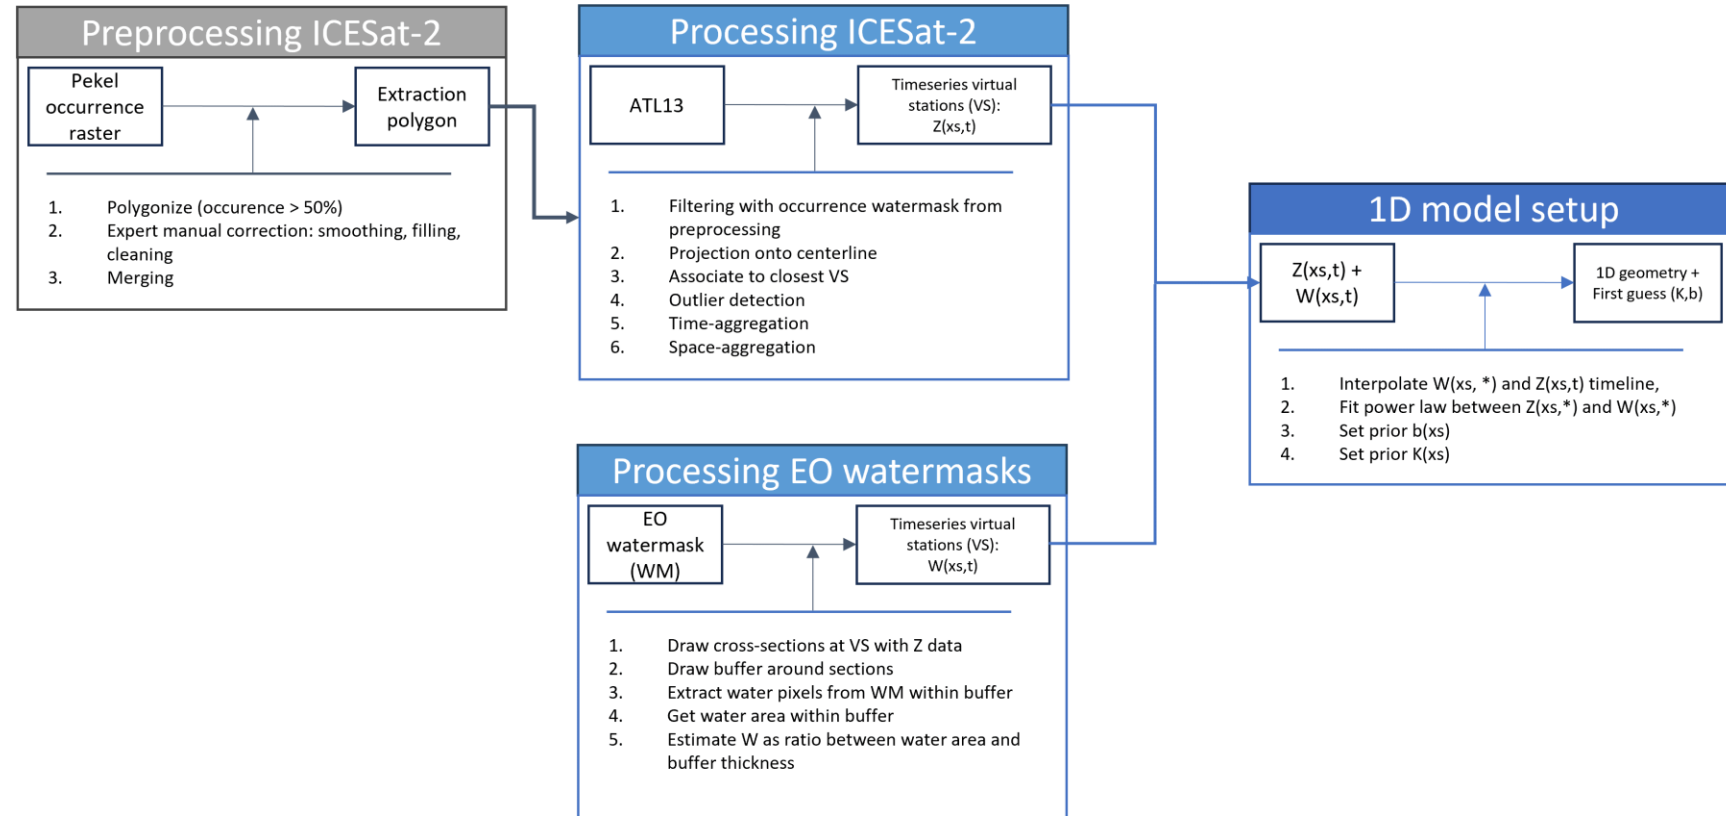 Preprocessing ICESat-2
Pekel
occurrence
raster
Extraction
polygon
1. Polygonize (occurence > 50%)
2. Expert manual correction: smoothing, filling,
cleaning
3. Merging
Processing ICESat-2
ATL13
Timeseries virtual
stations (VS):
Z(xs,t)
1. Filtering with occurrence watermask from
preprocessing
2. Projection onto centerline
3. Associate to closest VS
4. Outlier detection
5. Time-aggregation
6. Space-aggregation
Processing EO watermasks
EO
watermask
(WM)
Timeseries virtual
stations (VS):
W(xs,t)
1. Draw cross-sections at VS with Z data
2. Draw buffer around sections
3. Extract water pixels from WM within buffer
4. Get water area within buffer
5. Estimate W as ratio between water area and
buffer thickness
1D model setup
Z(xs,t) +
W(xs,t)
1D geometry +
First guess (K,b)
1. Interpolate W(xs, *) and Z(xs,t) timeline,
2. Fit power law between Z(xs,*) and W(xs,*)
3. Set prior b(xs)
4. Set prior K(xs)